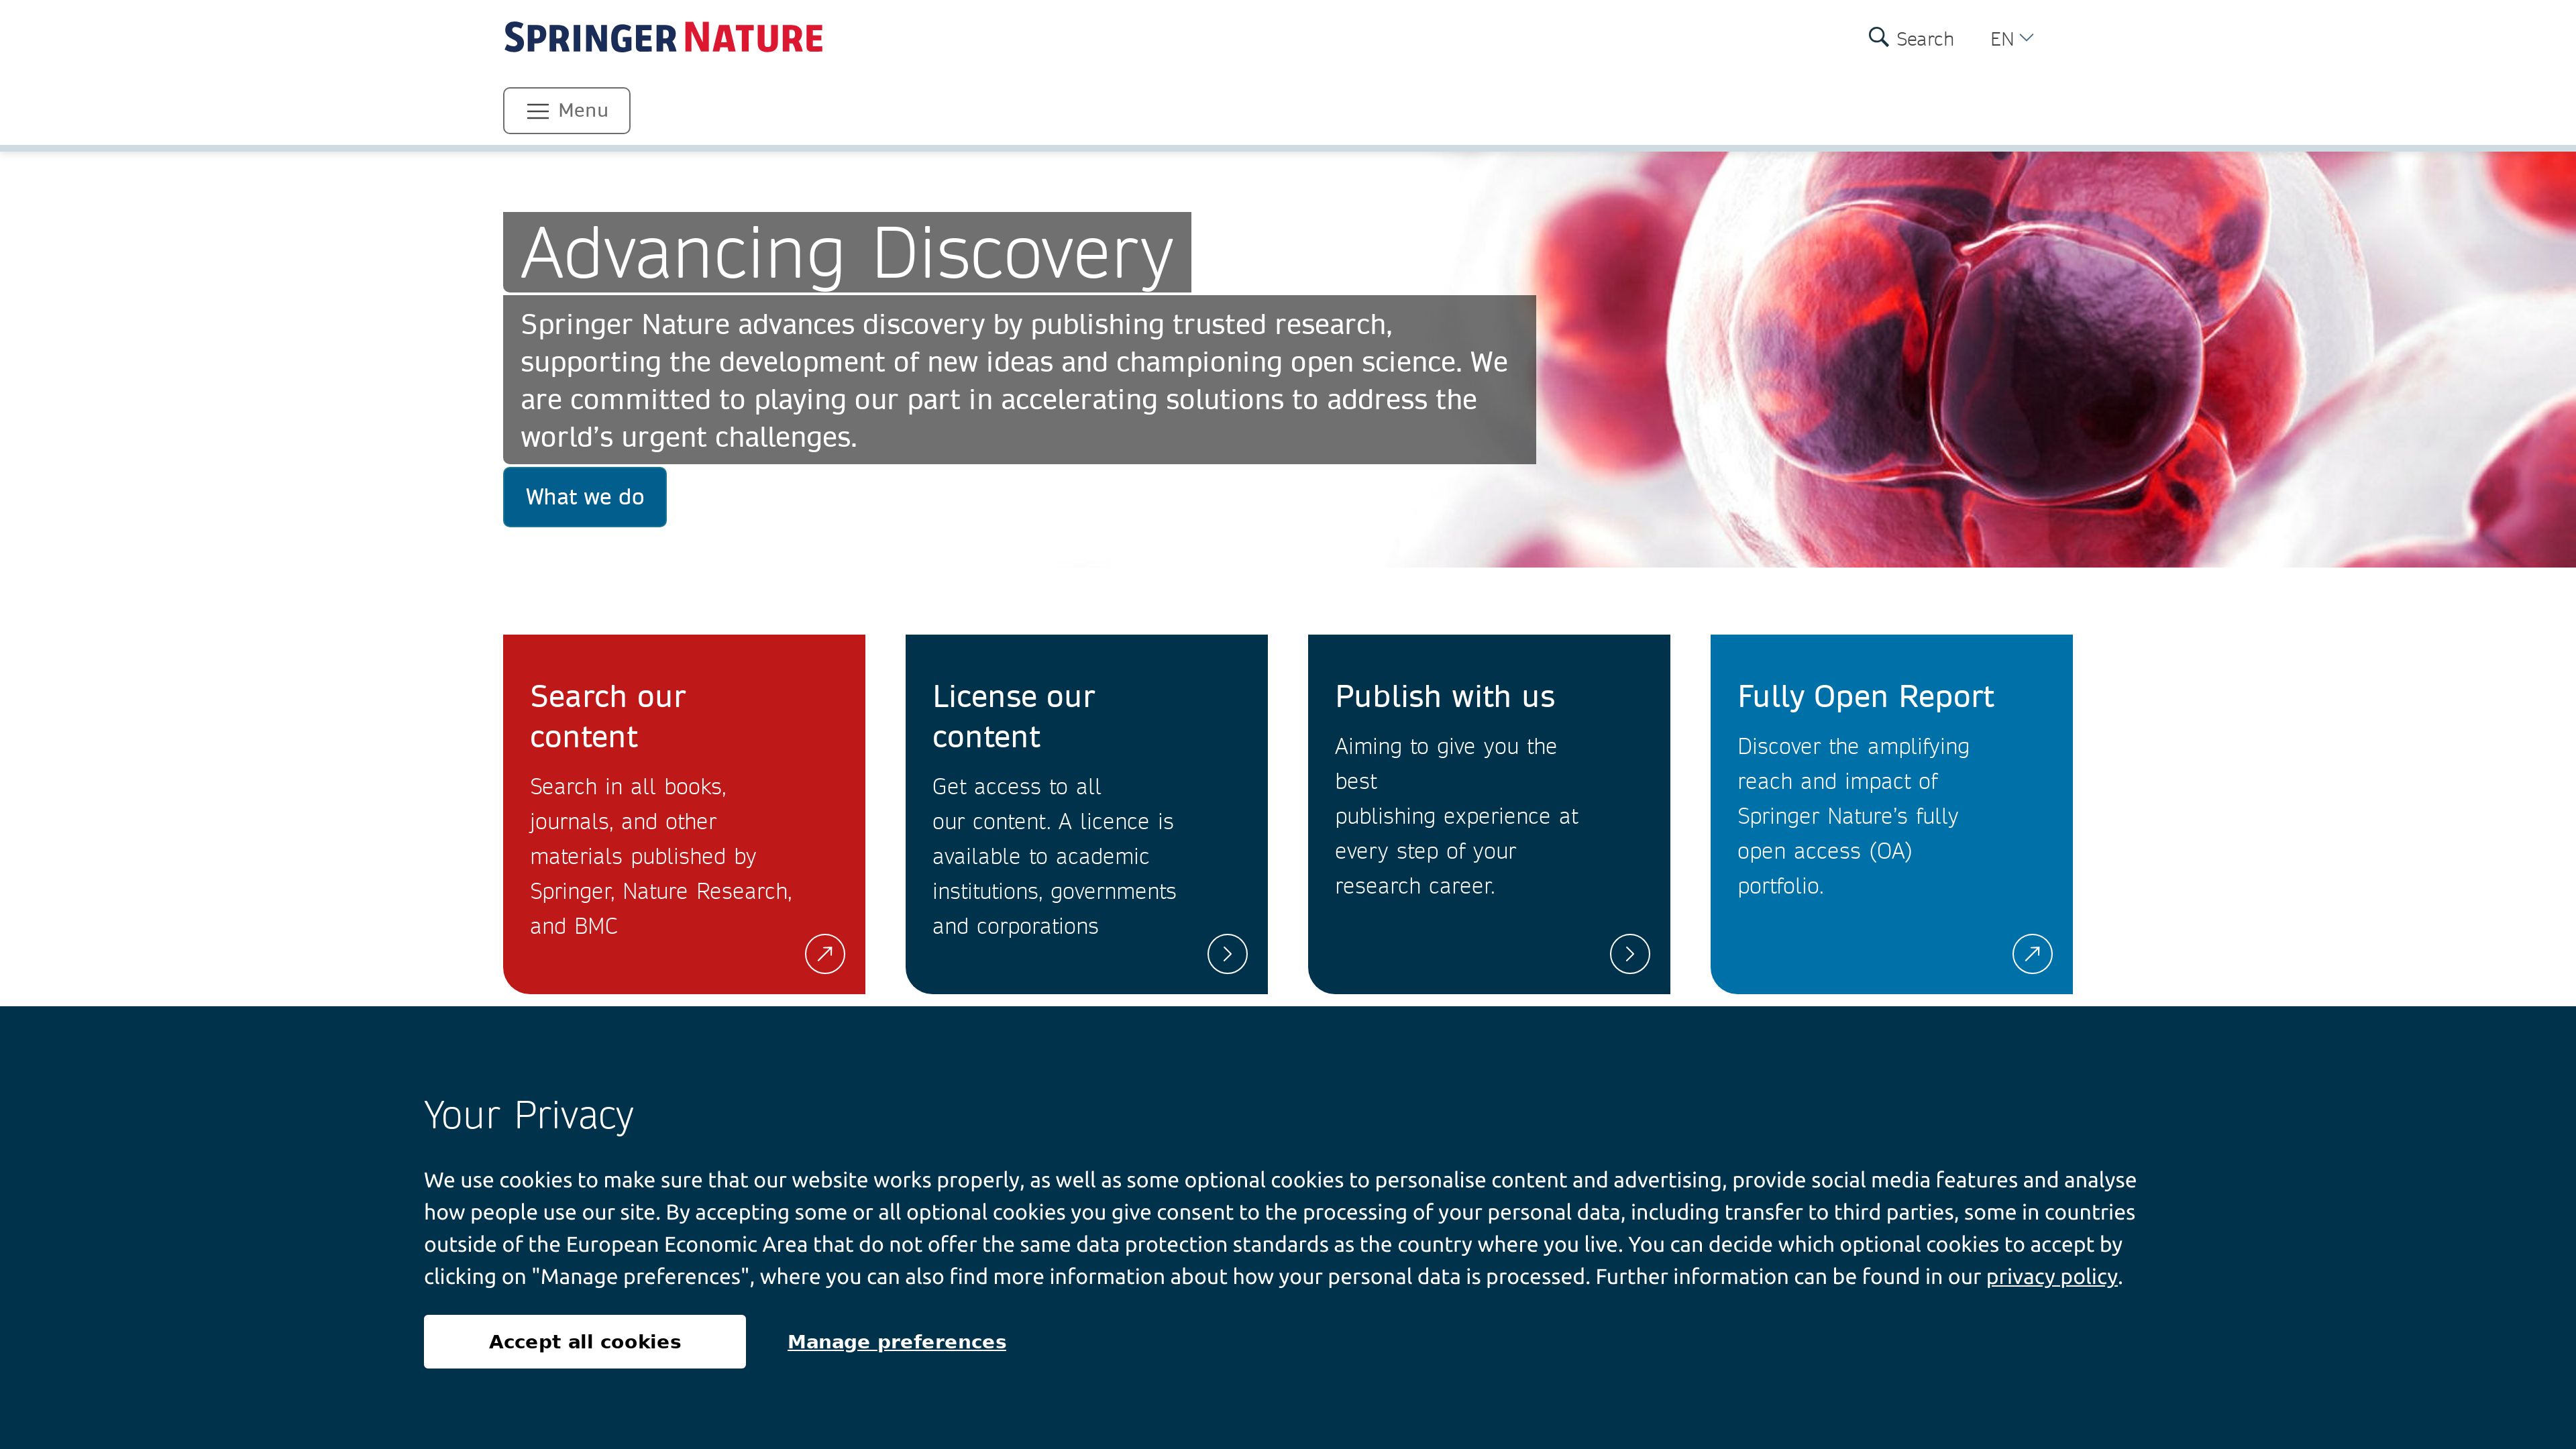 SPRINGER NATURE
Search
EN
Menu
Advancing Discovery
Springer Nature advances discovery by publishing trusted research,
supporting the development of new ideas and championing open science. We
are committed to playing our part in accelerating solutions to address the
world’s urgent challenges.
What we do
Search our
content
Search in all books,
journals, and other
materials published by
Springer, Nature Research,
and BMC
License our
content
Get access to all
our content. A licence is
available to academic
institutions, governments
and corporations
Publish with us
Aiming to give you the
best
publishing experience at
every step of your
research career.
Fully Open Report
Discover the amplifying
reach and impact of
Springer Nature’s fully
open access (OA)
portfolio.
Your Privacy
We use cookies to make sure that our website works properly, as well as some optional cookies to personalise content and advertising, provide social media features and analyse
how people use our site. By accepting some or all optional cookies you give consent to the processing of your personal data, including transfer to third parties, some in countries
outside of the European Economic Area that do not offer the same data protection standards as the country where you live. You can decide which optional cookies to accept by
clicking on "Manage preferences", where you can also find more information about how your personal data is processed. Further information can be found in our privacy policy.
Accept all cookies
Manage preferences